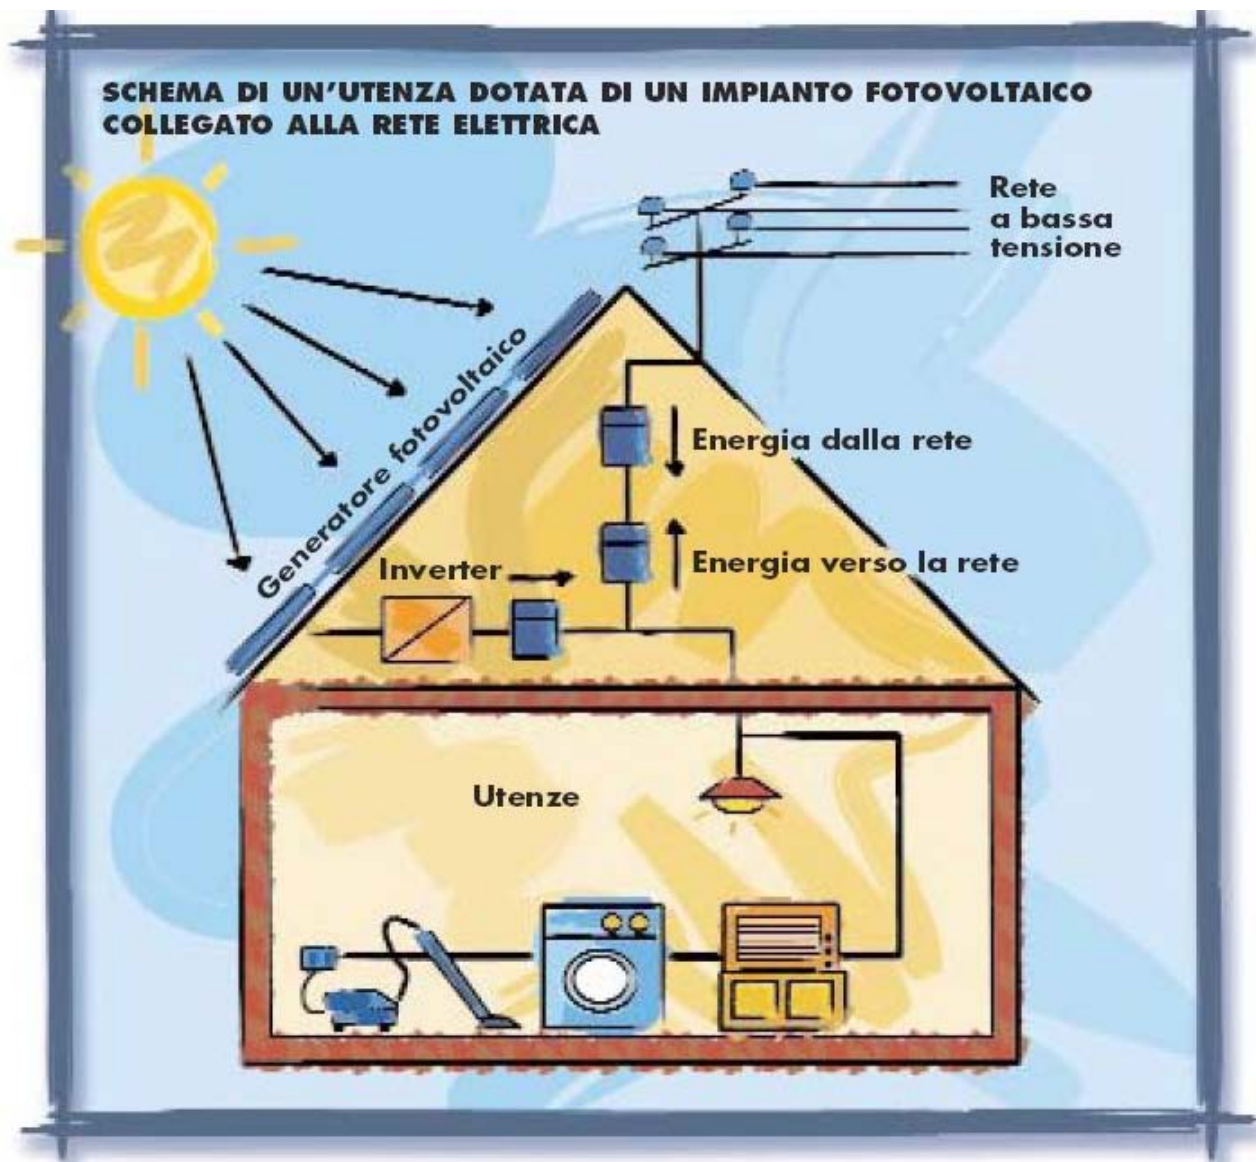 SCHEMA DI UN'UTENZA DOTATA DI UN IMPIANTO FOTOVOLTAICO
COLLEGATO ALLA RETE ELETTRICA
Rete
a bassa
tensione
Generatore fotovoltaico
Energia dalla rete
Energia verso la rete
Inverter
Utenze